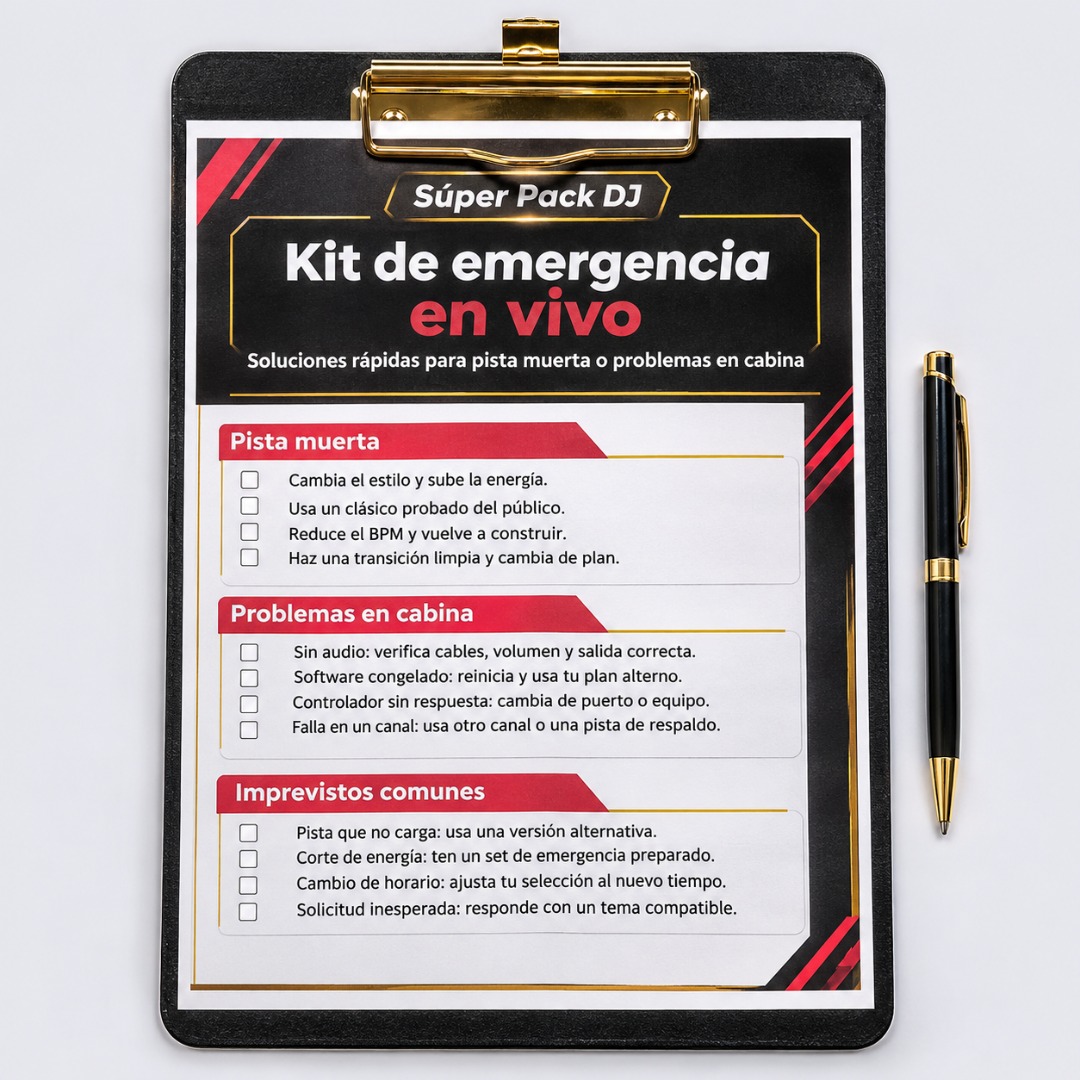 Súper Pack DJ
Kit de emergencia
en vivo
Soluciones rápidas para pista muerta o problemas en cabina
Pista muerta
Cambia el estilo y sube la energía.
Usa un clásico probado del público.
Reduce el BPM y vuelve a construir.
Haz una transición limpia y cambia de plan.
Problemas en cabina
Sin audio: verifica cables, volumen y salida correcta.
Software congelado: reinicia y usa tu plan alterno.
Controlador sin respuesta: cambia de puerto o equipo.
Falla en un canal: usa otro canal o una pista de respaldo.
Imprevistos comunes
Pista que no carga: usa una versión alternativa.
Corte de energía: ten un set de emergencia preparado.
Cambio de horario: ajusta tu selección al nuevo tiempo.
Solicitud inesperada: responde con un tema compatible.